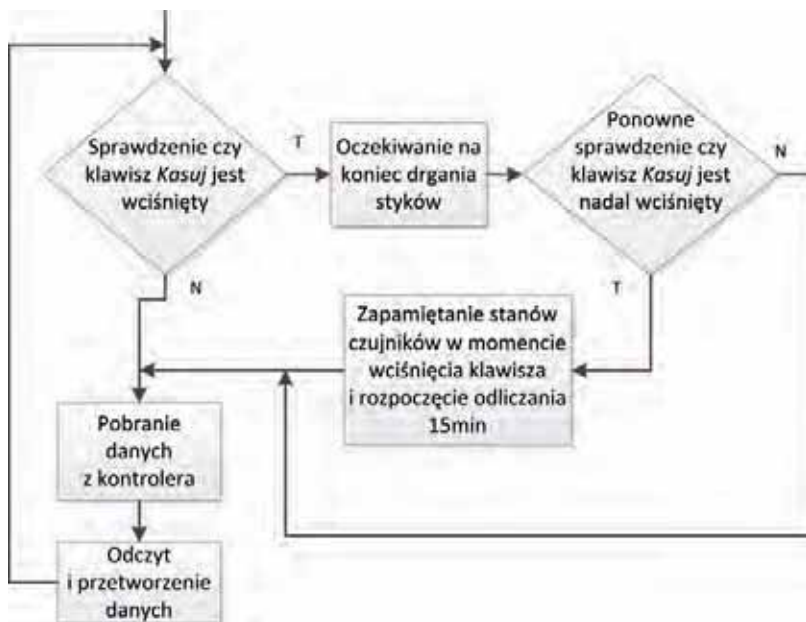 Sprawdzenie czy
klawisz Kasuj jest
wciśnięty
T
N
Oczekiwanie na
koniec drgania
styków
Ponowne
sprawdzenie czy
klawisz Kasuj jest
nadal wciśnięty
N
T
Zapamiętanie stanów
czujników w momencie
wciśnięcia klawisza
i rozpoczęcie odliczania
15min
Pobranie
danych
z kontrolera
Odczyt
i przetworzenie
danych